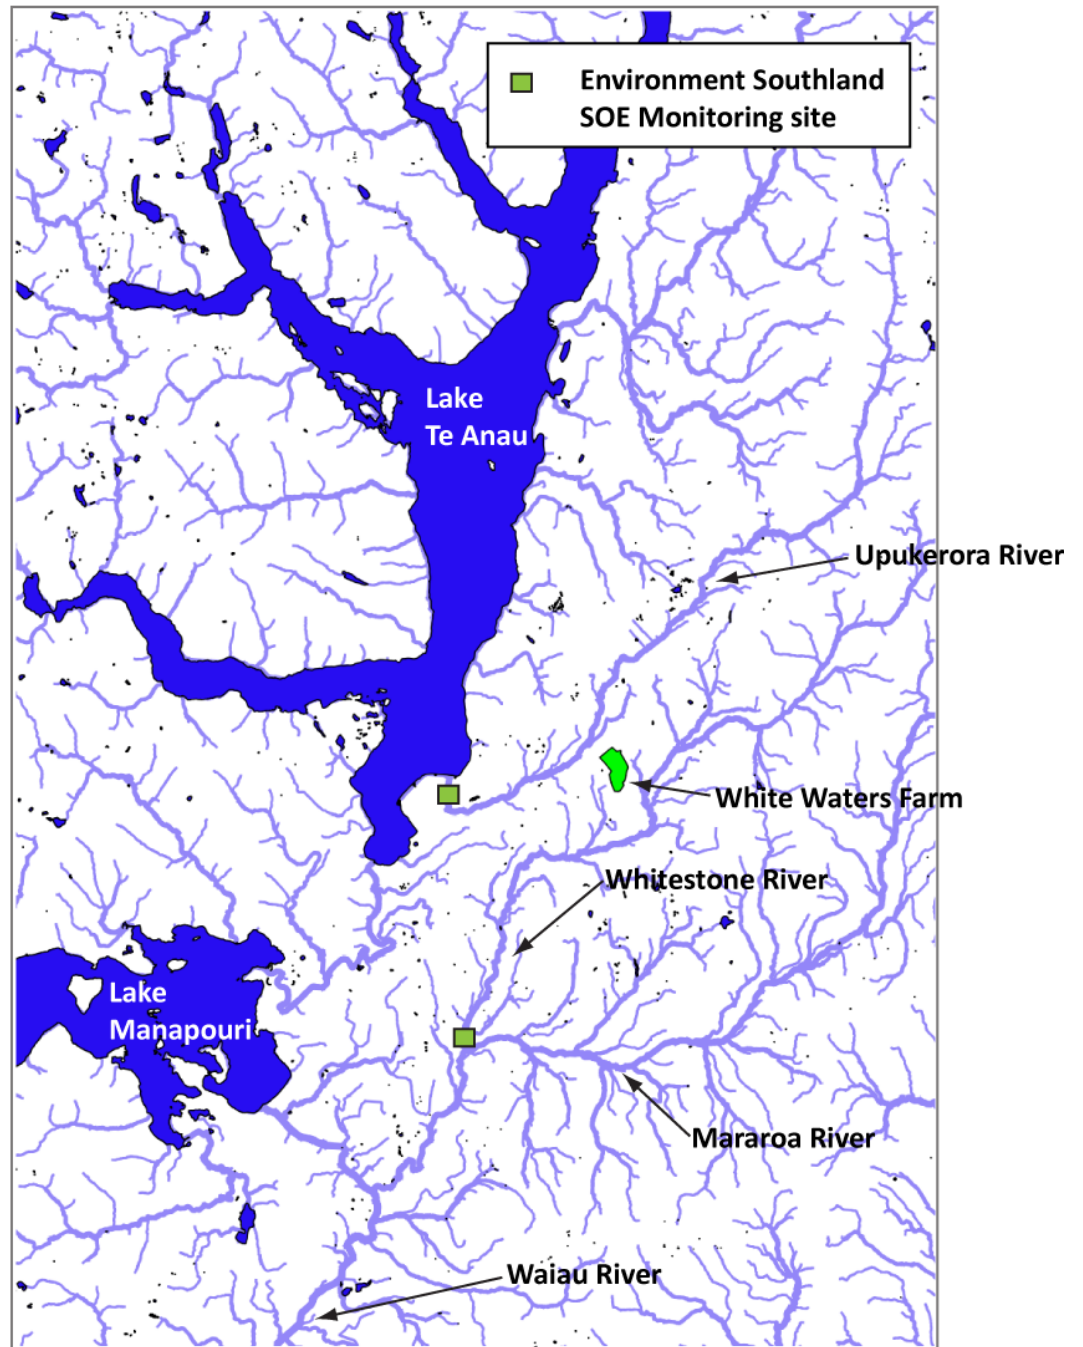 Environment Southland
SOE Monitoring site
Lake
Te Anau
Upukerora River
White Waters Farm
Whitestone River
Lake
Manapouri
Mararoa River
Waiau River